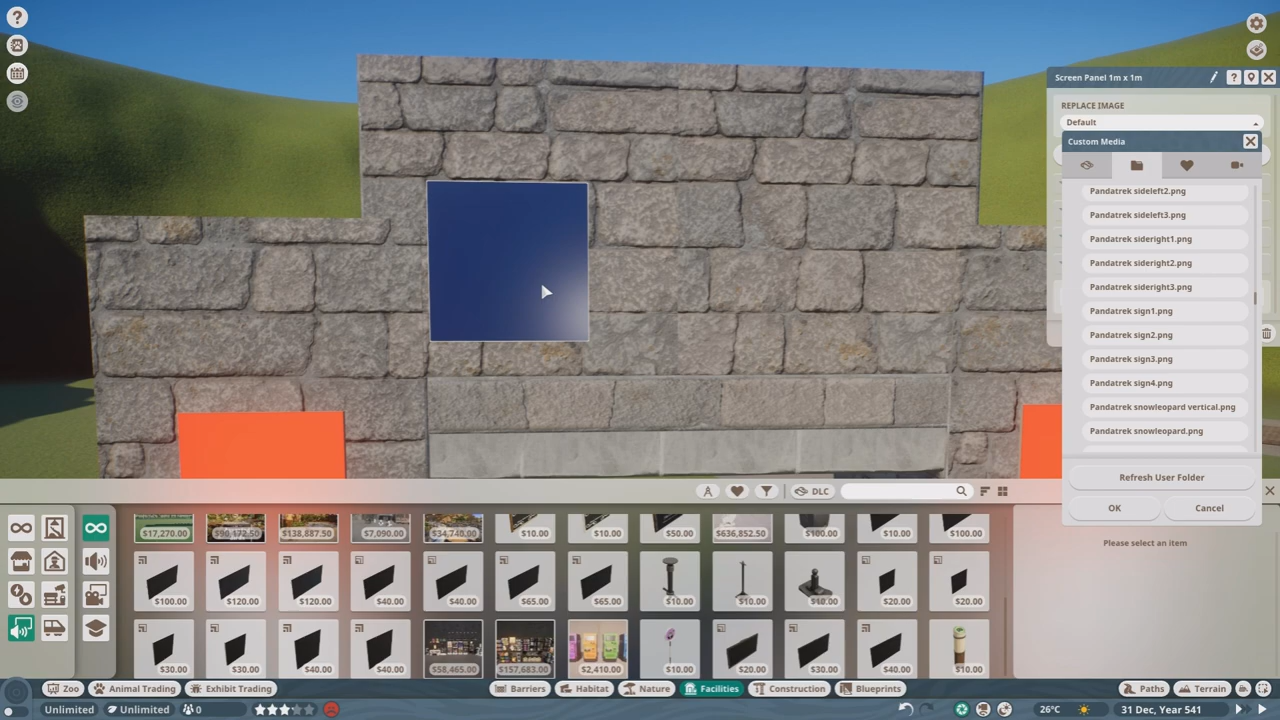 Screen Panel 1m x 1m
REPLACE IMAGE
Default
Custom Media
Pandatrek sideleft2.png
Pandatrek sideleft3.png
Pandatrek sideright1.png
Pandatrek sideright2.png
Pandatrek sideright3.png
Pandatrek sign1.png
Pandatrek sign2.png
Pandatrek sign3.png
Pandatrek sign4.png
Pandatrek snowleopard vertical.png
Pandatrek snowleopard.png
Refresh User Folder
OK Cancel
DLC
$17,270.00 $90,172.50 $138,887.50 $7,090.00 $34,740.00 $10.00 $10.00 $50.00 $636,852.50 $100.00 $100.00
Please select an item
$100.00 $120.00 $120.00 $40.00 $40.00 $65.00 $65.00 $10.00 $10.00 $10.00 $20.00 $20.00
$30.00 $30.00 $40.00 $40.00 $58,465.00 $157,683.00 $2,410.00 $10.00 $20.00 $30.00 $40.00 $10.00
Zoo Animal Trading Exhibit Trading Barriers Habitat Nature Facilities Construction Blueprints Paths Terrain
Unlimited Unlimited 0 26°C 31 Dec, Year 541